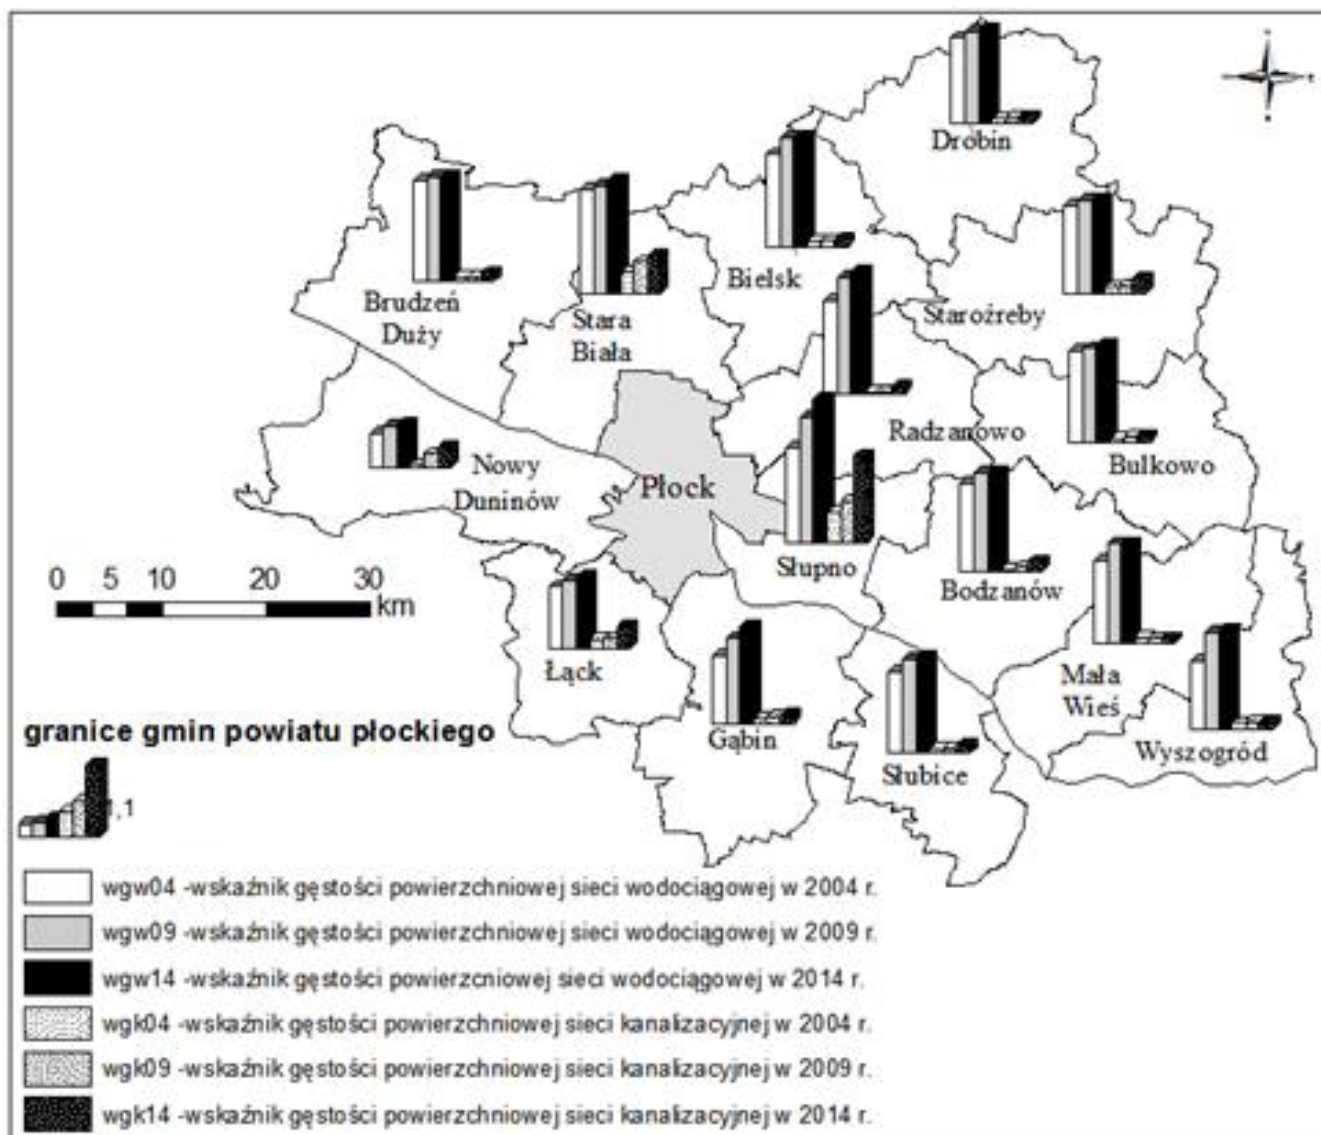 Drobin
Brudzeń
Duży
Stara
Biała
Bielsk
Staroźreby
Radzanowo
Bulkowo
Nowy
Duninów
Płock
Słupno
Bodzanów
0 5 10 20 30
km
Łąck
Gąbin
Słubice
Mała
Wieś
Wyszogród
granice gmin powiatu płockiego
,1
wgw04 -wskaźnik gęstości powierzchniowej sieci wodociągowej w 2004 r.
wgw09 -wskaźnik gęstości powierzchniowej sieci wodociągowej w 2009 r.
wgw14 -wskaźnik gęstości powierzcniowej sieci wodociągowej w 2014 r.
wgk04 -wskaźnik gęstości powierzchniowej sieci kanalizacyjnej w 2004 r.
wgk09 -wskaźnik gęstości powierzchniowej sieci kanalizacyjnej w 2009 r.
wgk14 -wskaźnik gęstości powierzchniowej sieci kanalizacyjnej w 2014 r.